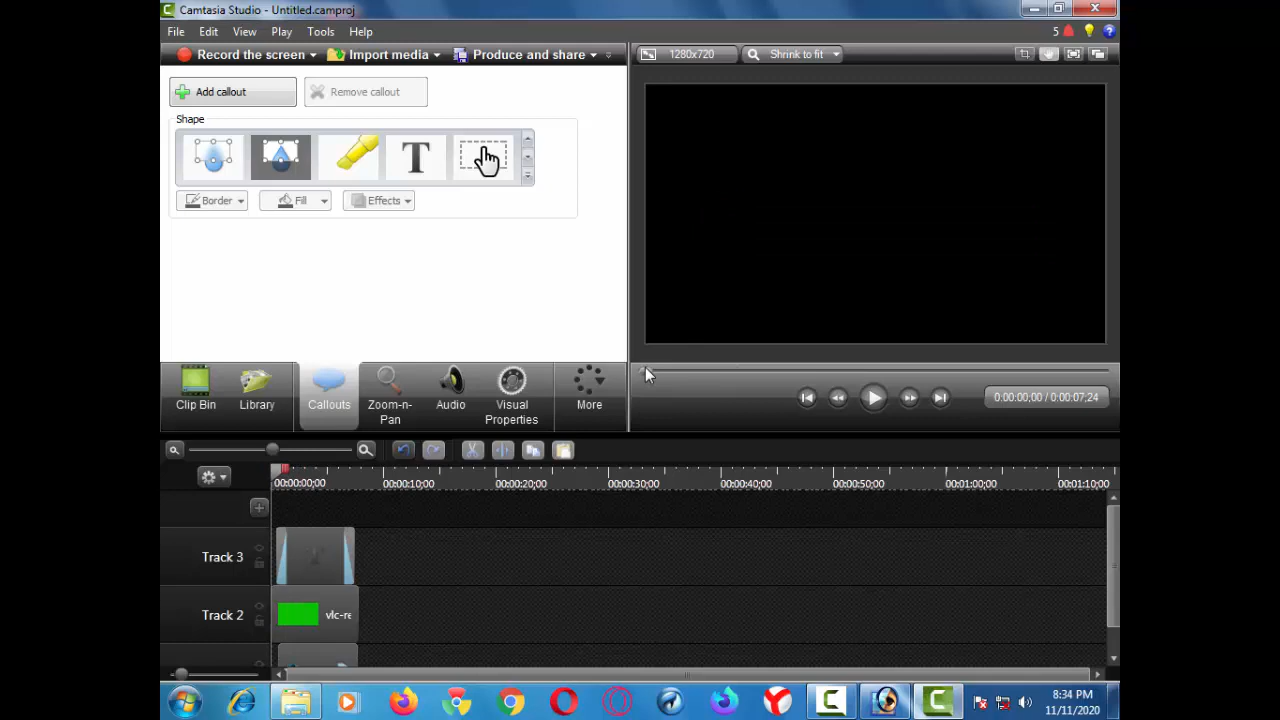 Camtasia Studio - Untitled.camproj
File Edit View Play Tools Help
5
Record the screen Import media Produce and share
1280x720 Shrink to fit
Add callout Remove callout
Shape
T
Border Fill Effects
Clip Bin Library Callouts Zoom-n-Pan Audio Visual Properties More
0:00:00;00 / 0:00:07;24
00:00:00;00 00:00:10;00 00:00:20;00 00:00:30;00 00:00:40;00 00:00:50;00 00:01:00;00 00:01:10;00
Track 3
Track 2 vlc-re
8:34 PM
11/11/2020